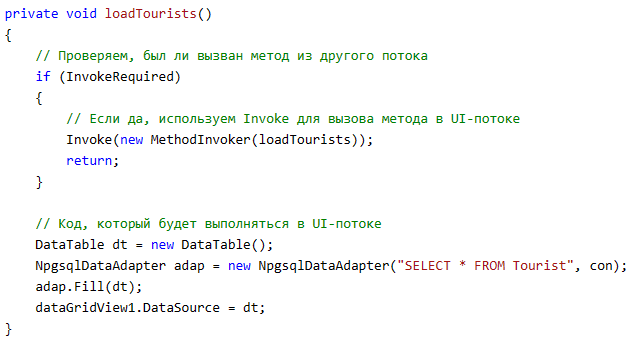 private void loadTourists()
{
    // Проверяем, был ли вызван метод из другого потока
    if (InvokeRequired)
    {
        // Если да, используем Invoke для вызова метода в UI-потоке
        Invoke(new MethodInvoker(loadTourists));
        return;
    }

    // Код, который будет выполняться в UI-потоке
    DataTable dt = new DataTable();
    NpgsqlDataAdapter adap = new NpgsqlDataAdapter("SELECT * FROM Tourist", con);
    adap.Fill(dt);
    dataGridView1.DataSource = dt;
}